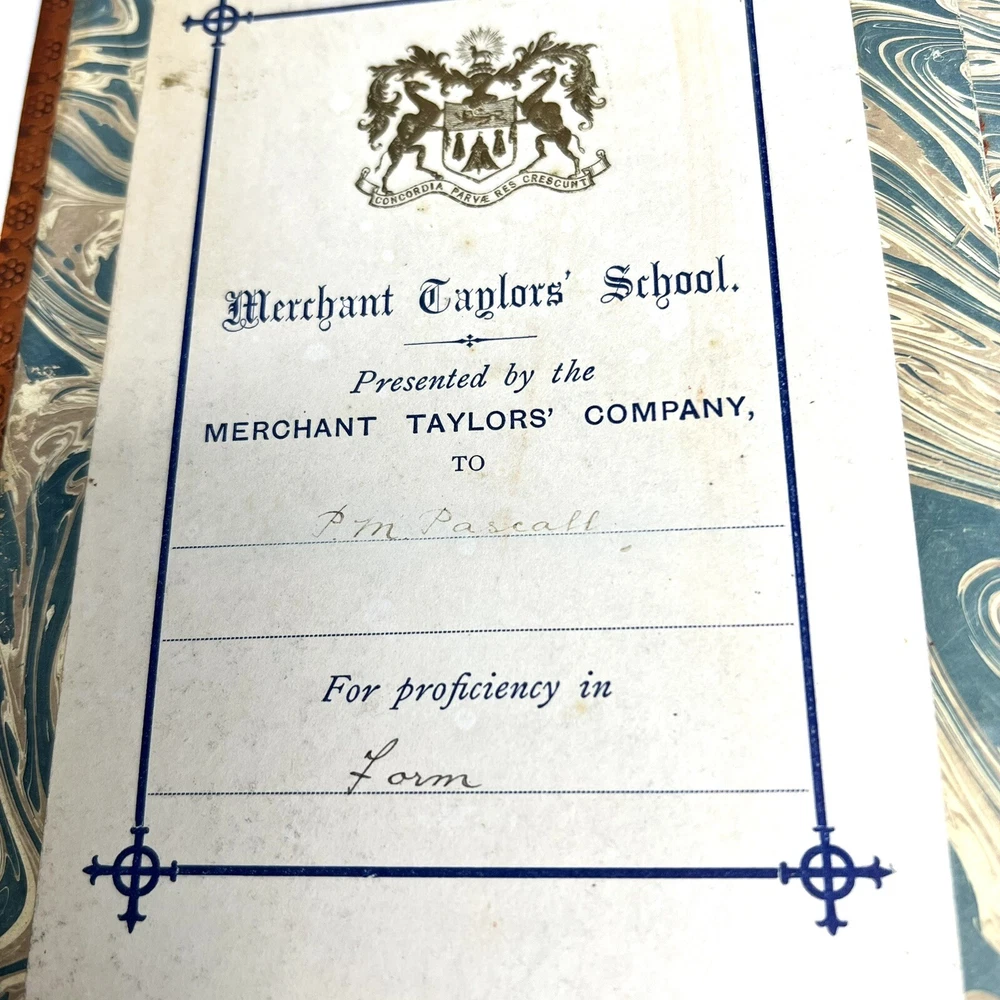 CONCORDIA PARVÆ RES CRESCUNT
Merchant Taylors' School.
Presented by the
MERCHANT TAYLORS' COMPANY,
TO
P. M Pascall
For proficiency in
Form